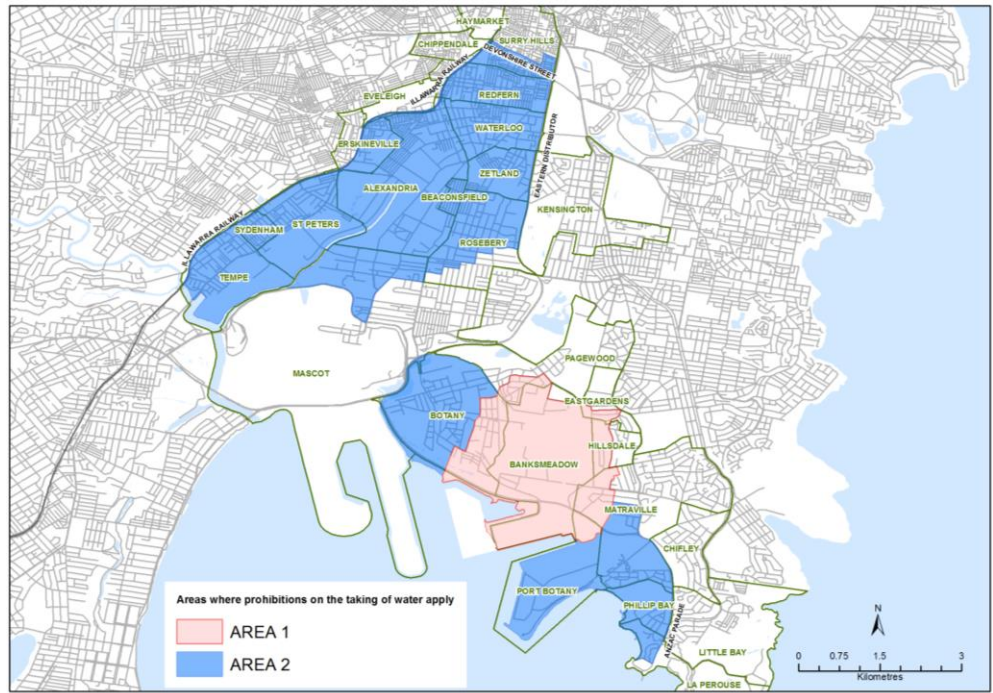 HAYMARKET
CHIPPENDALE
SURRY HILLS
DEVONSHIRE STREET
ILLAWARRA RAILWAY
EVELEIGH
REDFERN
WATERLOO
ERSKINEVILLE
EASTERN DISTRIBUTOR
ZETLAND
ALEXANDRIA
BEACONSFIELD
KENSINGTON
ILLAWARRA RAILWAY
SYDENHAM
ST PETERS
ROSEBERY
TEMPE
MASCOT
PAGEWOOD
EASTGARDENS
BOTANY
HILLSDALE
BANKSMEADOW
MATRAVILLE
CHIFLEY
PORT BOTANY
PHILLIP BAY
ANZAC PARADE
LITTLE BAY
LA PEROUSE
Areas where prohibitions on the taking of water apply
AREA 1
AREA 2
N
0 0.75 1.5 3
Kilometres